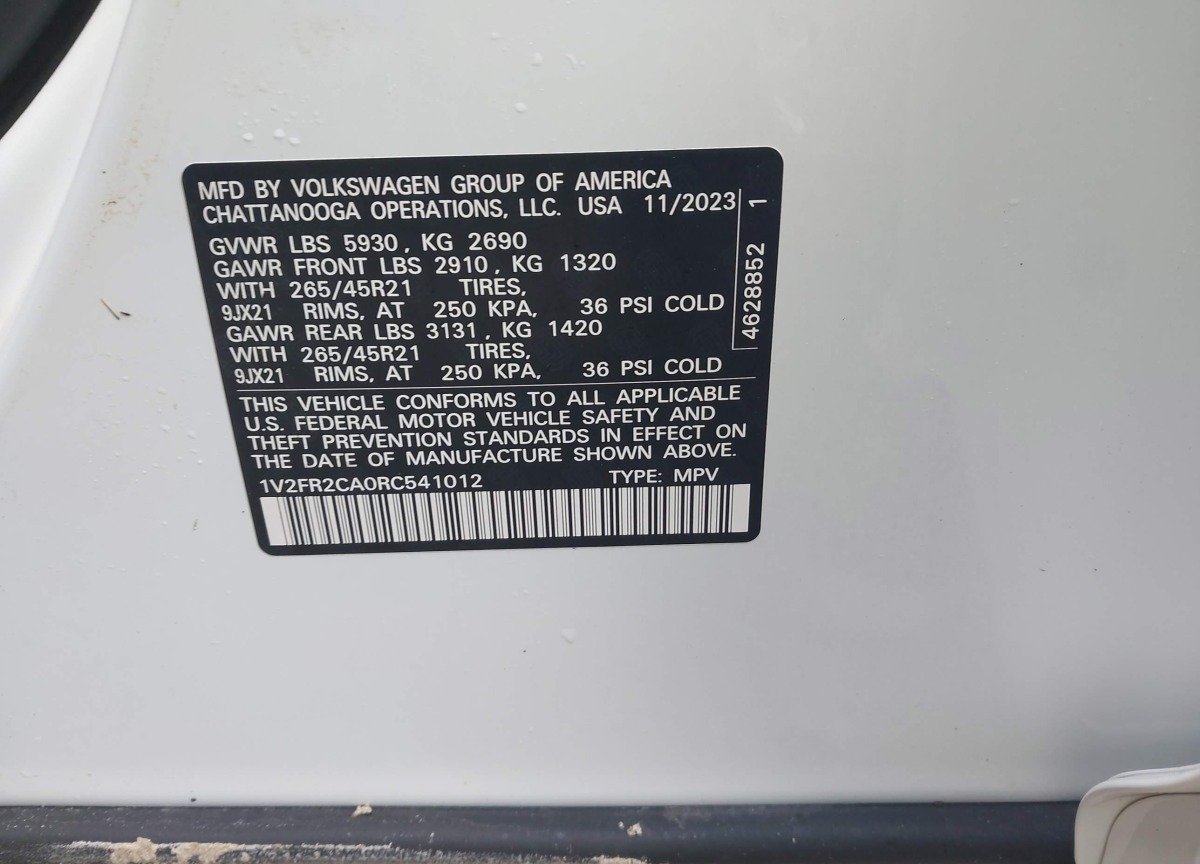 MFD BY VOLKSWAGEN GROUP OF AMERICA
CHATTANOOGA OPERATIONS, LLC. USA 11/2023
GVWR LBS 5930, KG 2690
GAWR FRONT LBS 2910, KG 1320
WITH 265/45R21 TIRES,
9JX21 RIMS, AT 250 KPA, 36 PSI COLD
GAWR REAR LBS 3131, KG 1420
WITH 265/45R21 TIRES,
9JX21 RIMS, AT 250 KPA, 36 PSI COLD
THIS VEHICLE CONFORMS TO ALL APPLICABLE
U.S. FEDERAL MOTOR VEHICLE SAFETY AND
THEFT PREVENTION STANDARDS IN EFFECT ON
THE DATE OF MANUFACTURE SHOWN ABOVE.
1V2FR2CA0RC541012 TYPE: MPV
4628852 1